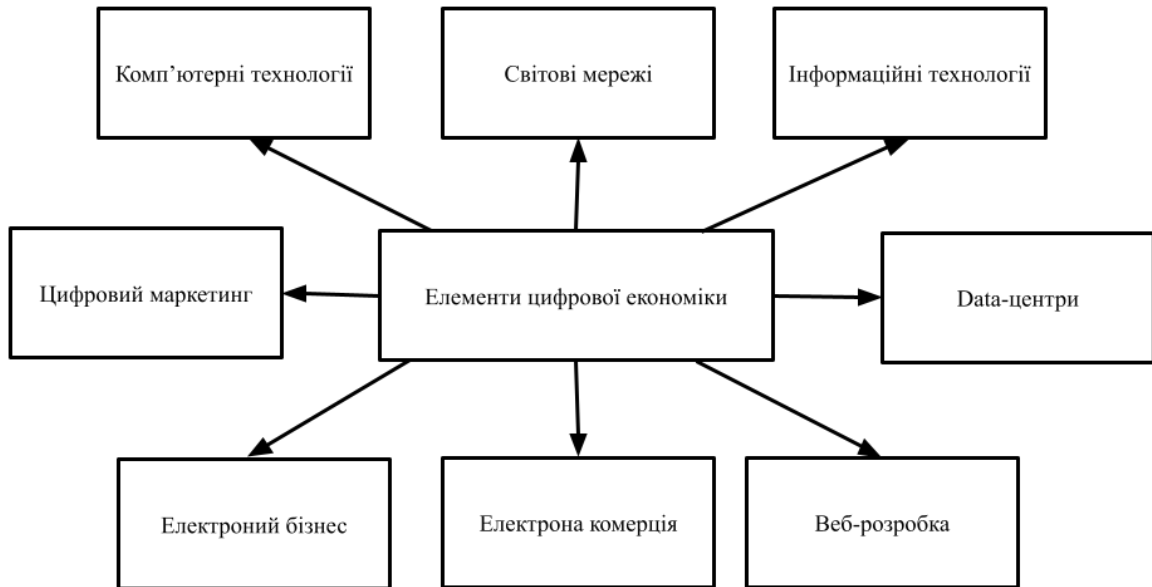 Комп’ютерні технології
Світові мережі
Інформаційні технології
Цифровий маркетинг
Елементи цифрової економіки
Data-центри
Електроний бізнес
Електрона комерція
Веб-розробка